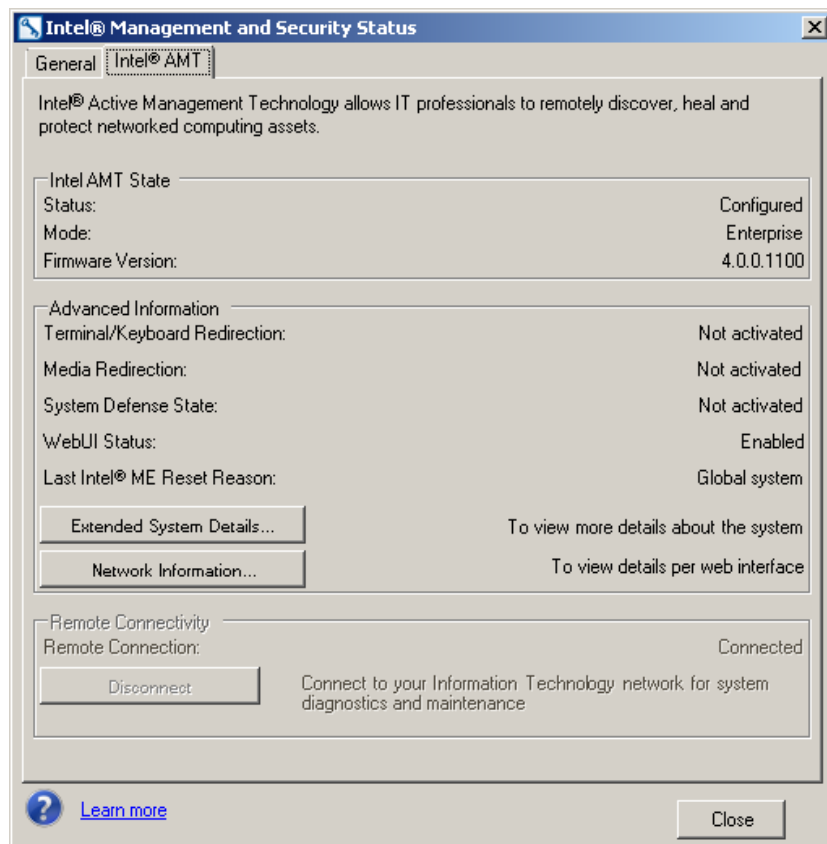 Intel® Management and Security Status
General
Intel® AMT
Intel® Active Management Technology allows IT professionals to remotely discover, heal and
protect networked computing assets.
Intel AMT State
Status: Configured
Mode: Enterprise
Firmware Version: 4.0.0.1100
Advanced Information
Terminal/Keyboard Redirection: Not activated
Media Redirection: Not activated
System Defense State: Not activated
WebUI Status: Enabled
Last Intel® ME Reset Reason: Global system
Extended System Details... To view more details about the system
Network Information... To view details per web interface
Remote Connectivity
Remote Connection: Connected
Disconnect Connect to your Information Technology network for system
diagnostics and maintenance
Learn more
Close